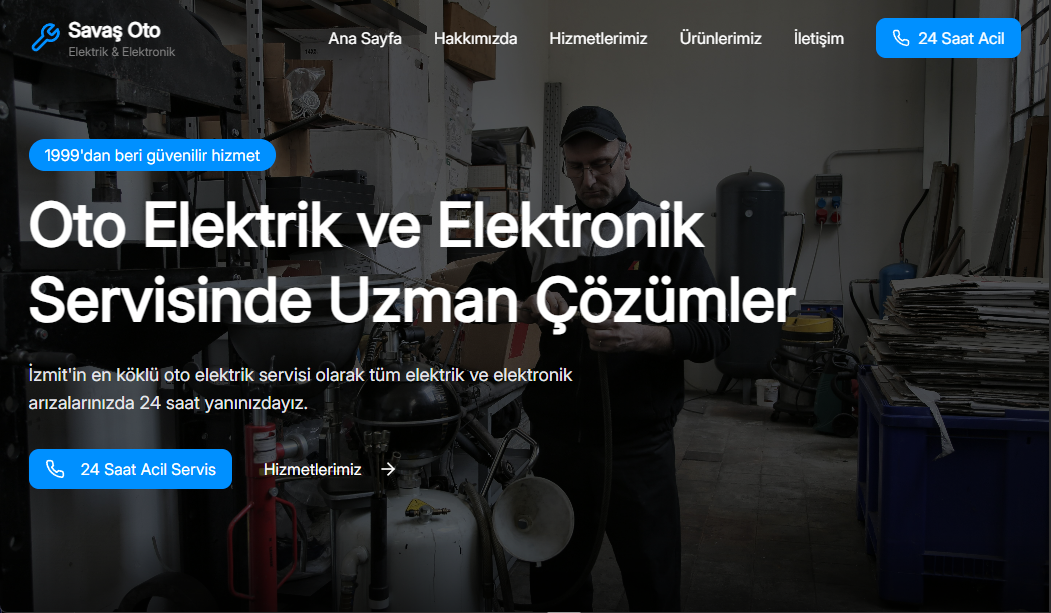 Savaş Oto
Elektrik & Elektronik
Ana Sayfa
Hakkımızda
Hizmetlerimiz
Ürünlerimiz
İletişim
24 Saat Acil
1999'dan beri güvenilir hizmet
Oto Elektrik ve Elektronik
Servisinde Uzman Çözümler
İzmit'in en köklü oto elektrik servisi olarak tüm elektrik ve elektronik
arızalarınızda 24 saat yanınızdayız.
24 Saat Acil Servis
Hizmetlerimiz